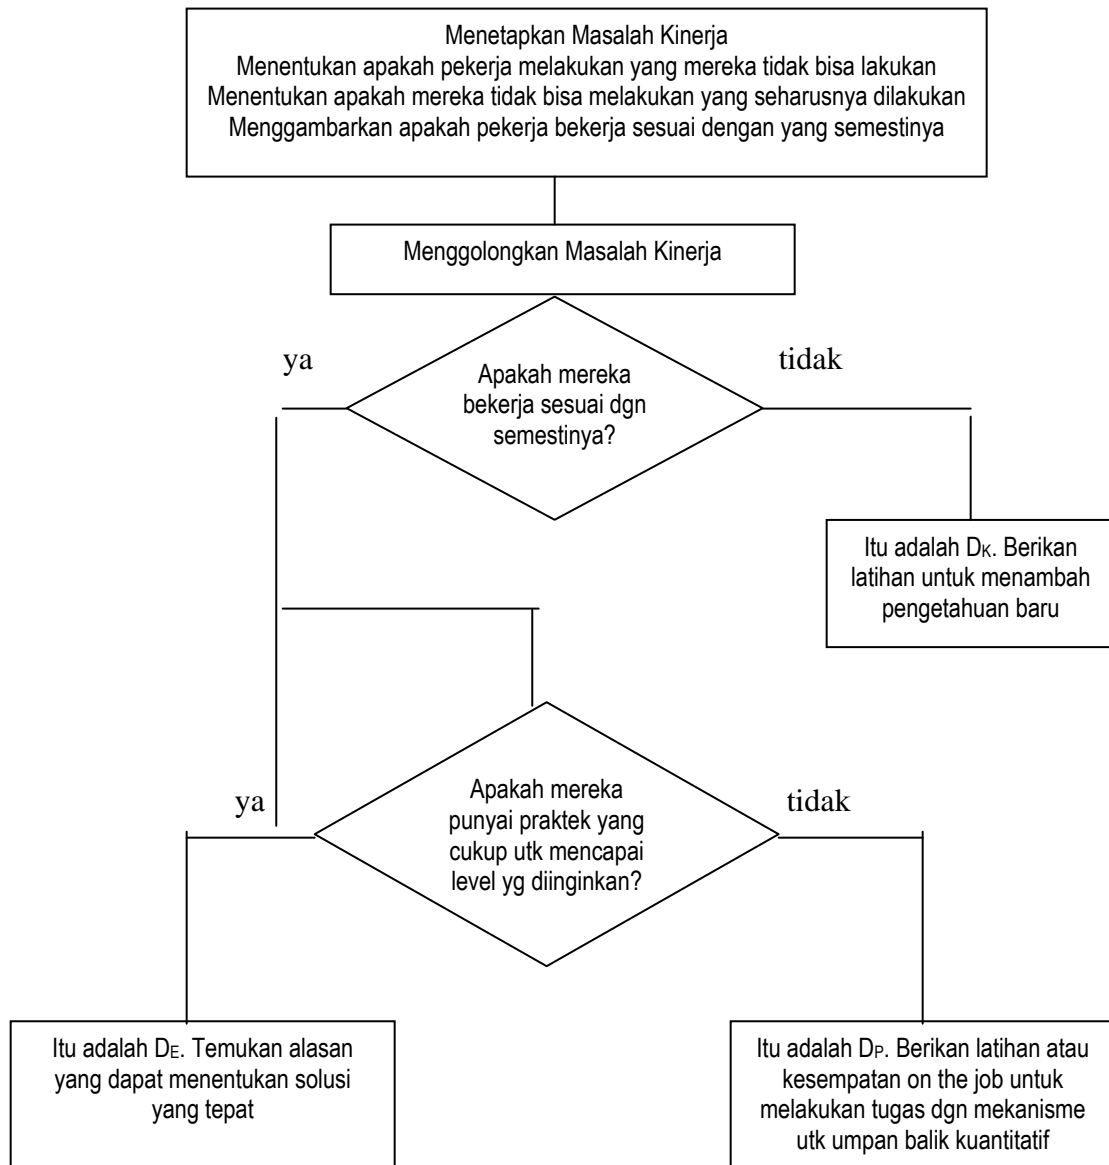 Menetapkan Masalah Kinerja
Menentukan apakah pekerja melakukan yang mereka tidak bisa lakukan
Menentukan apakah mereka tidak bisa melakukan yang seharusnya dilakukan
Menggambarkan apakah pekerja bekerja sesuai dengan yang semestinya
Menggolongkan Masalah Kinerja
ya
tidak
Apakah mereka
bekerja sesuai dgn
semestinya?
Itu adalah DK. Berikan
latihan untuk menambah
pengetahuan baru
ya
tidak
Apakah mereka
punyai praktek yang
cukup utk mencapai
level yg diinginkan?
Itu adalah DE. Temukan alasan
yang dapat menentukan solusi
yang tepat
Itu adalah DP. Berikan latihan atau
kesempatan on the job untuk
melakukan tugas dgn mekanisme
utk umpan balik kuantitatif